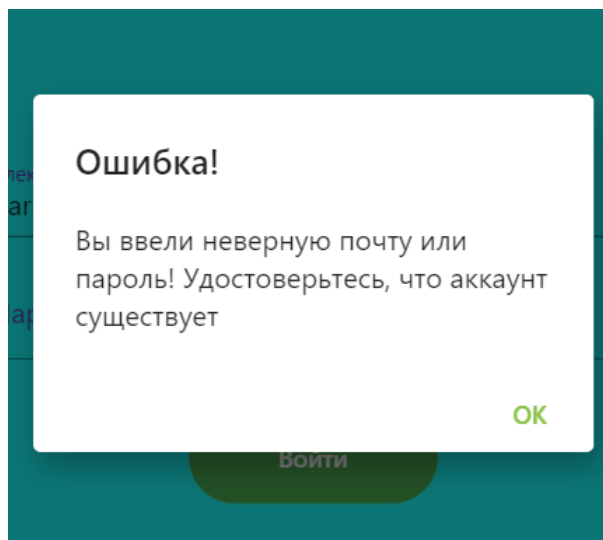 Ошибка!
Вы ввели неверную почту или
пароль! Удостоверьтесь, что аккаунт
существует
OK
Войти